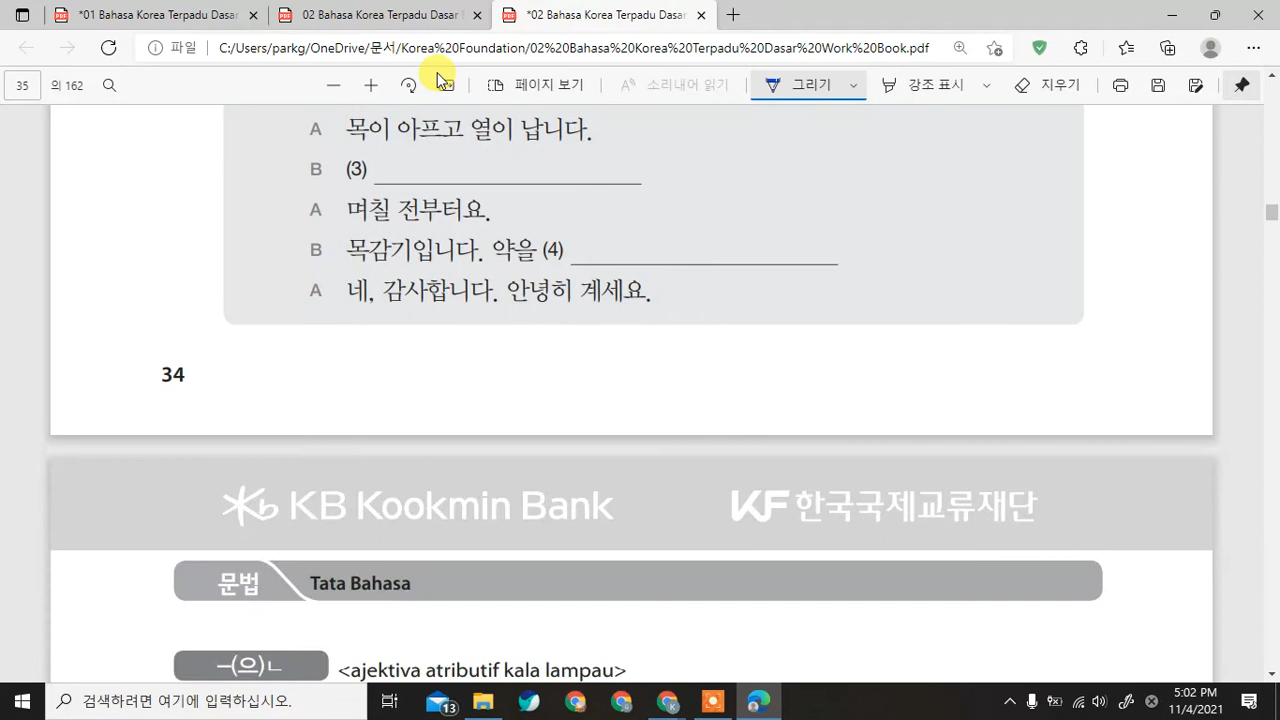 *01 Bahasa Korea Terpadu Dasar
02 Bahasa Korea Terpadu Dasar
*02 Bahasa Korea Terpadu Dasar
파일
C:/Users/parkg/OneDrive/문서/Korea%20Foundation/02%20Bahasa%20Korea%20Terpadu%20Dasar%20Work%20Book.pdf
35 의 162
페이지 보기
소리내어 읽기
그리기
강조 표시
지우기
A 목이 아프고 열이 납니다.
B (3)
A 며칠 전부터요.
B 목감기입니다. 약을 (4)
A 네, 감사합니다. 안녕히 계세요.
34
KB Kookmin Bank
KF 한국국제교류재단
문법 Tata Bahasa
–(으)ㄴ <ajektiva atributif kala lampau>
검색하려면 여기에 입력하십시오.
13
5:02 PM
11/4/2021